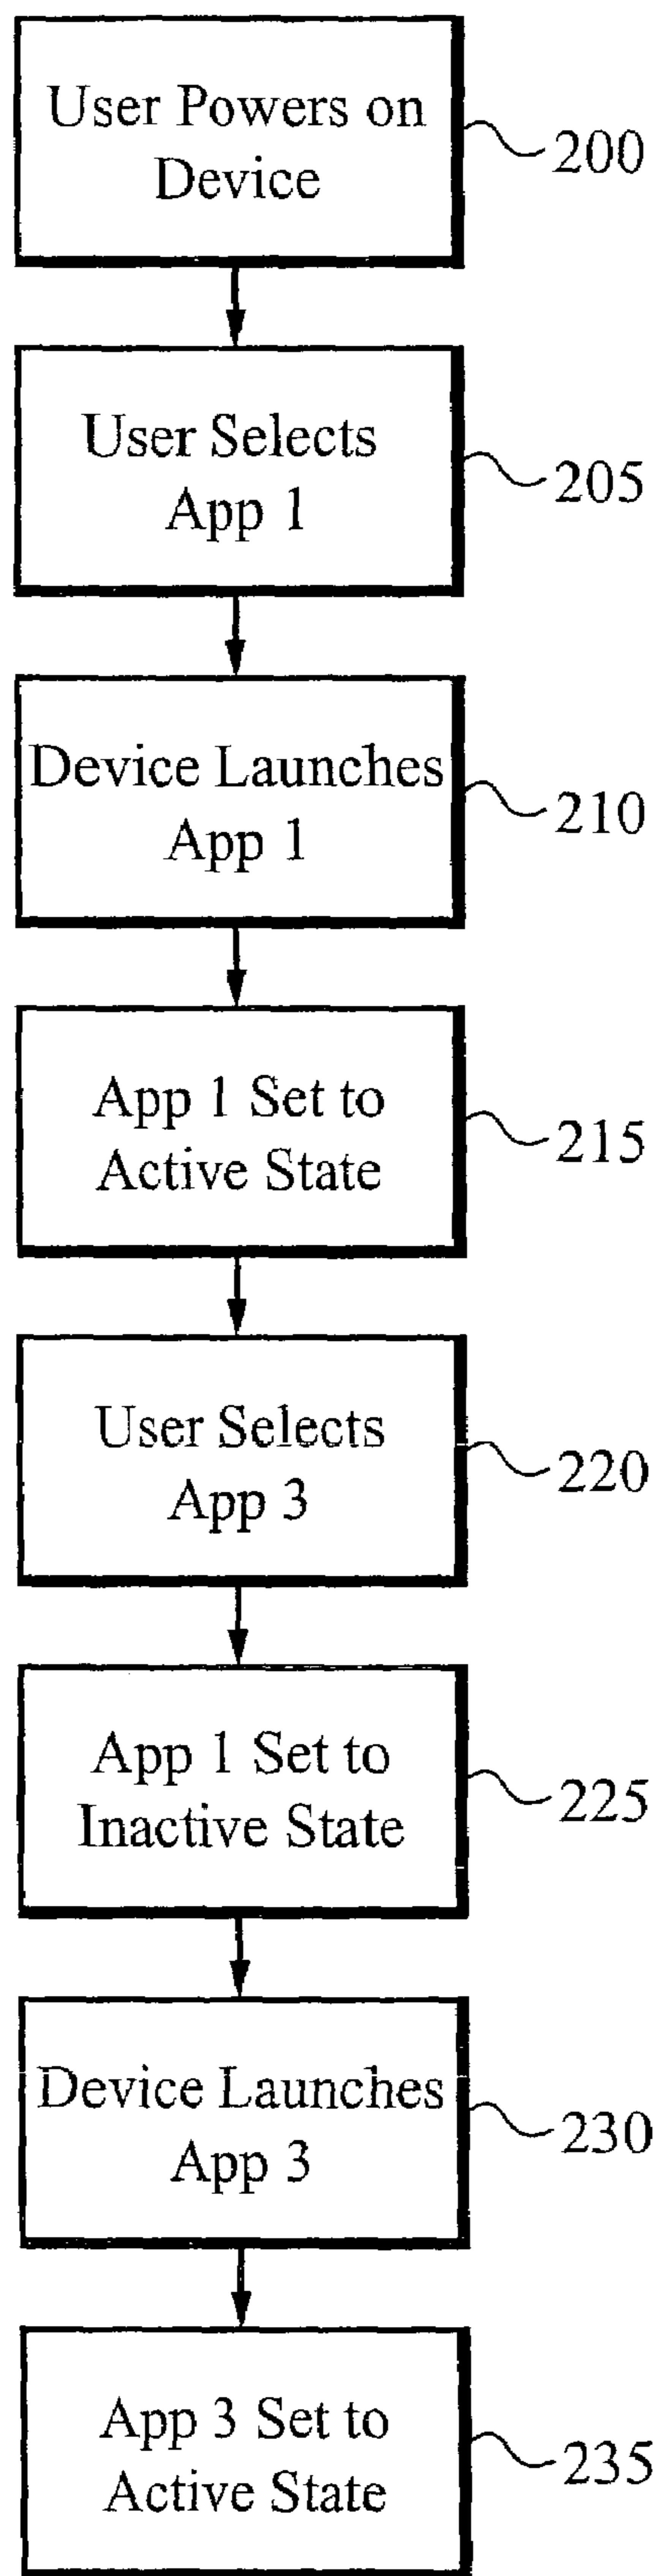 User Powers on
Device
200
User Selects
App 1
205
Device Launches
App 1
210
App 1 Set to
Active State
215
User Selects
App 3
220
App 1 Set to
Inactive State
225
Device Launches
App 3
230
App 3 Set to
Active State
235